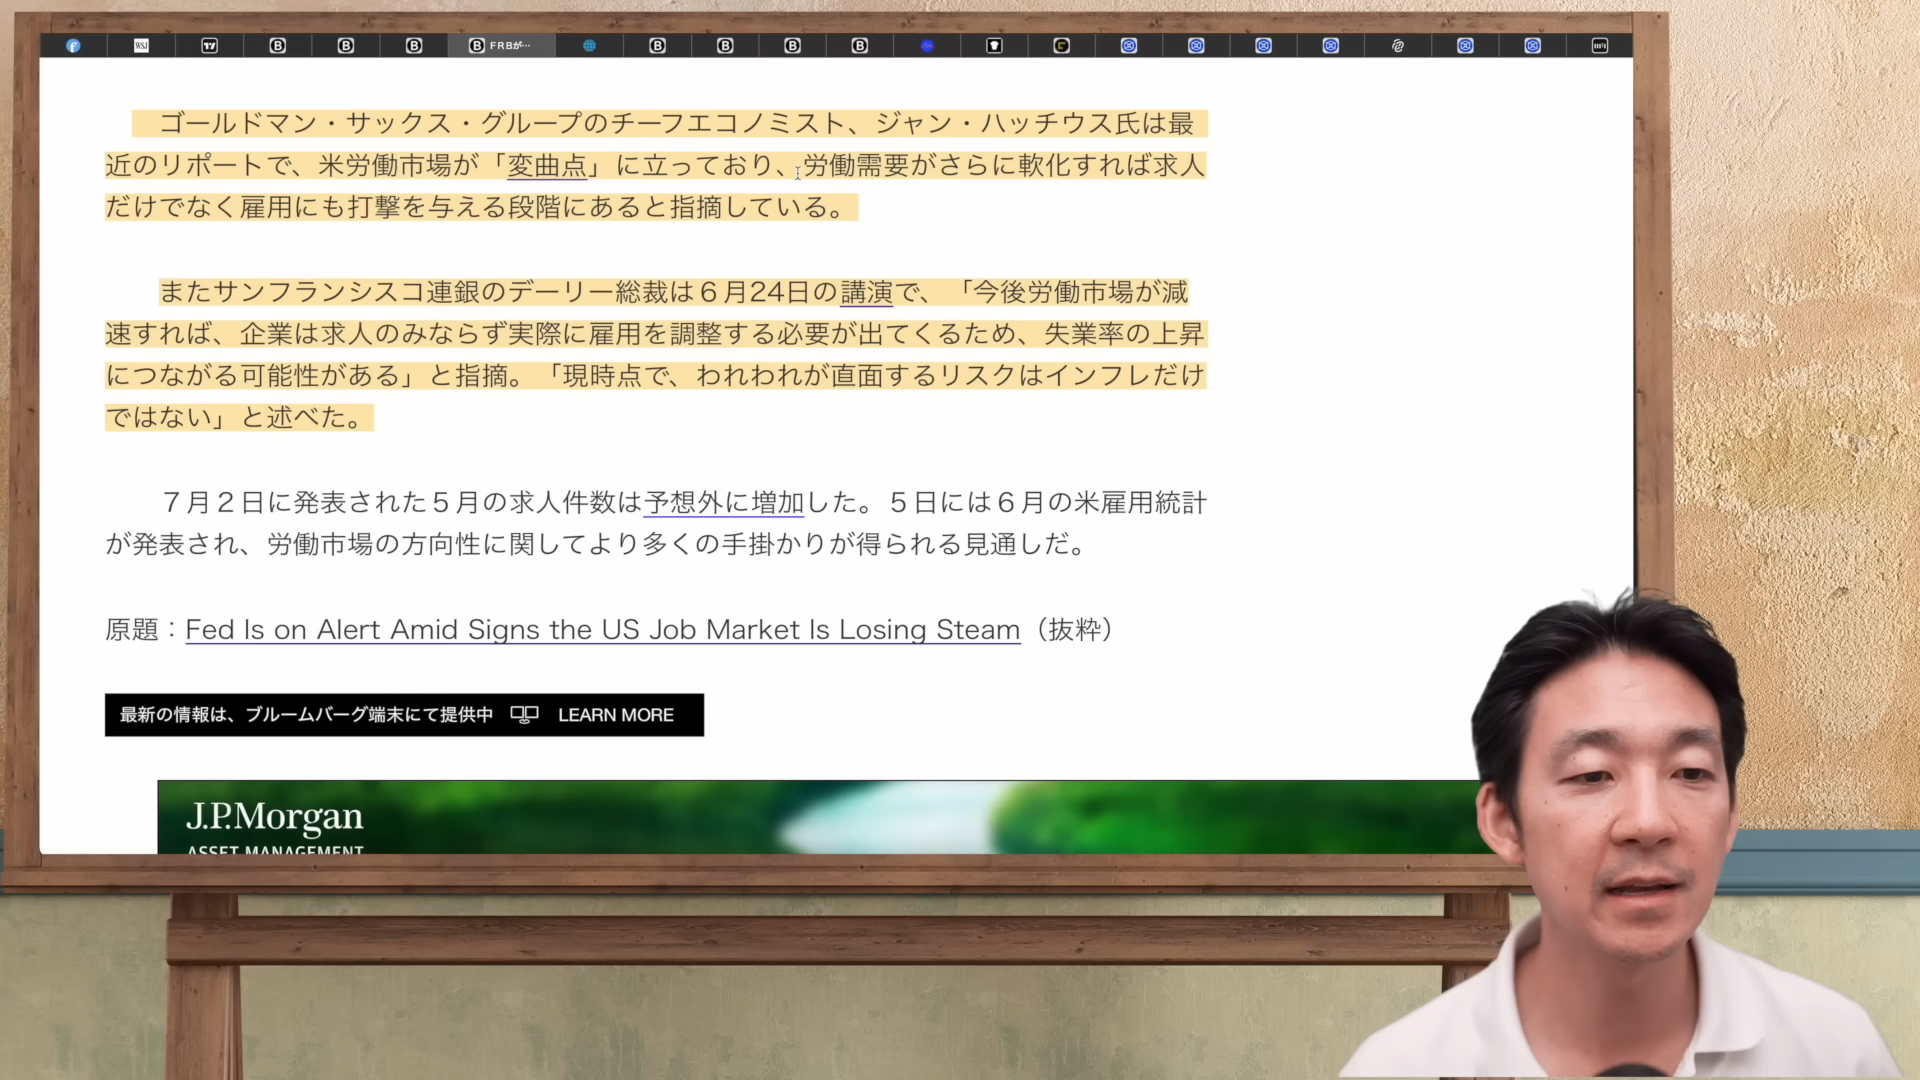 WSJ
B
B
B
B FRBが…
B
B
B
B
ゴールドマン・サックス・グループのチーフエコノミスト、ジャン・ハッチウス氏は最
近のリポートで、米労働市場が「変曲点」に立っており、労働需要がさらに軟化すれば求人
だけでなく雇用にも打撃を与える段階にあると指摘している。
またサンフランシスコ連銀のデーリー総裁は6月24日の講演で、「今後労働市場が減
速すれば、企業は求人のみならず実際に雇用を調整する必要が出てくるため、失業率の上昇
につながる可能性がある」と指摘。「現時点で、われわれが直面するリスクはインフレだけ
ではない」と述べた。
7月2日に発表された5月の求人件数は予想外に増加した。5日には6月の米雇用統計
が発表され、労働市場の方向性に関してより多くの手掛かりが得られる見通しだ。
原題：Fed Is on Alert Amid Signs the US Job Market Is Losing Steam（抜粋）
最新の情報は、ブルームバーグ端末にて提供中 LEARN MORE
J.P.Morgan
ASSET MANAGEMENT